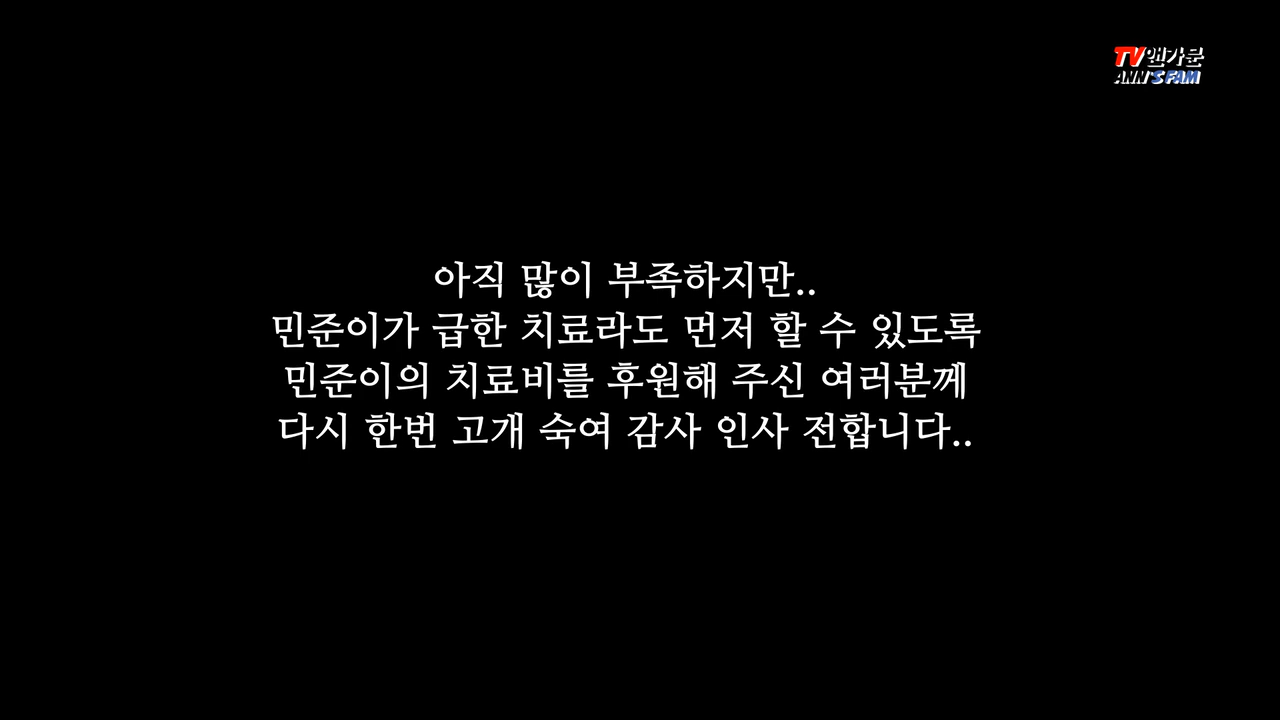 TV앤가문
ANN'S FAM
아직 많이 부족하지만..
민준이가 급한 치료라도 먼저 할 수 있도록
민준이의 치료비를 후원해 주신 여러분께
다시 한번 고개 숙여 감사 인사 전합니다..